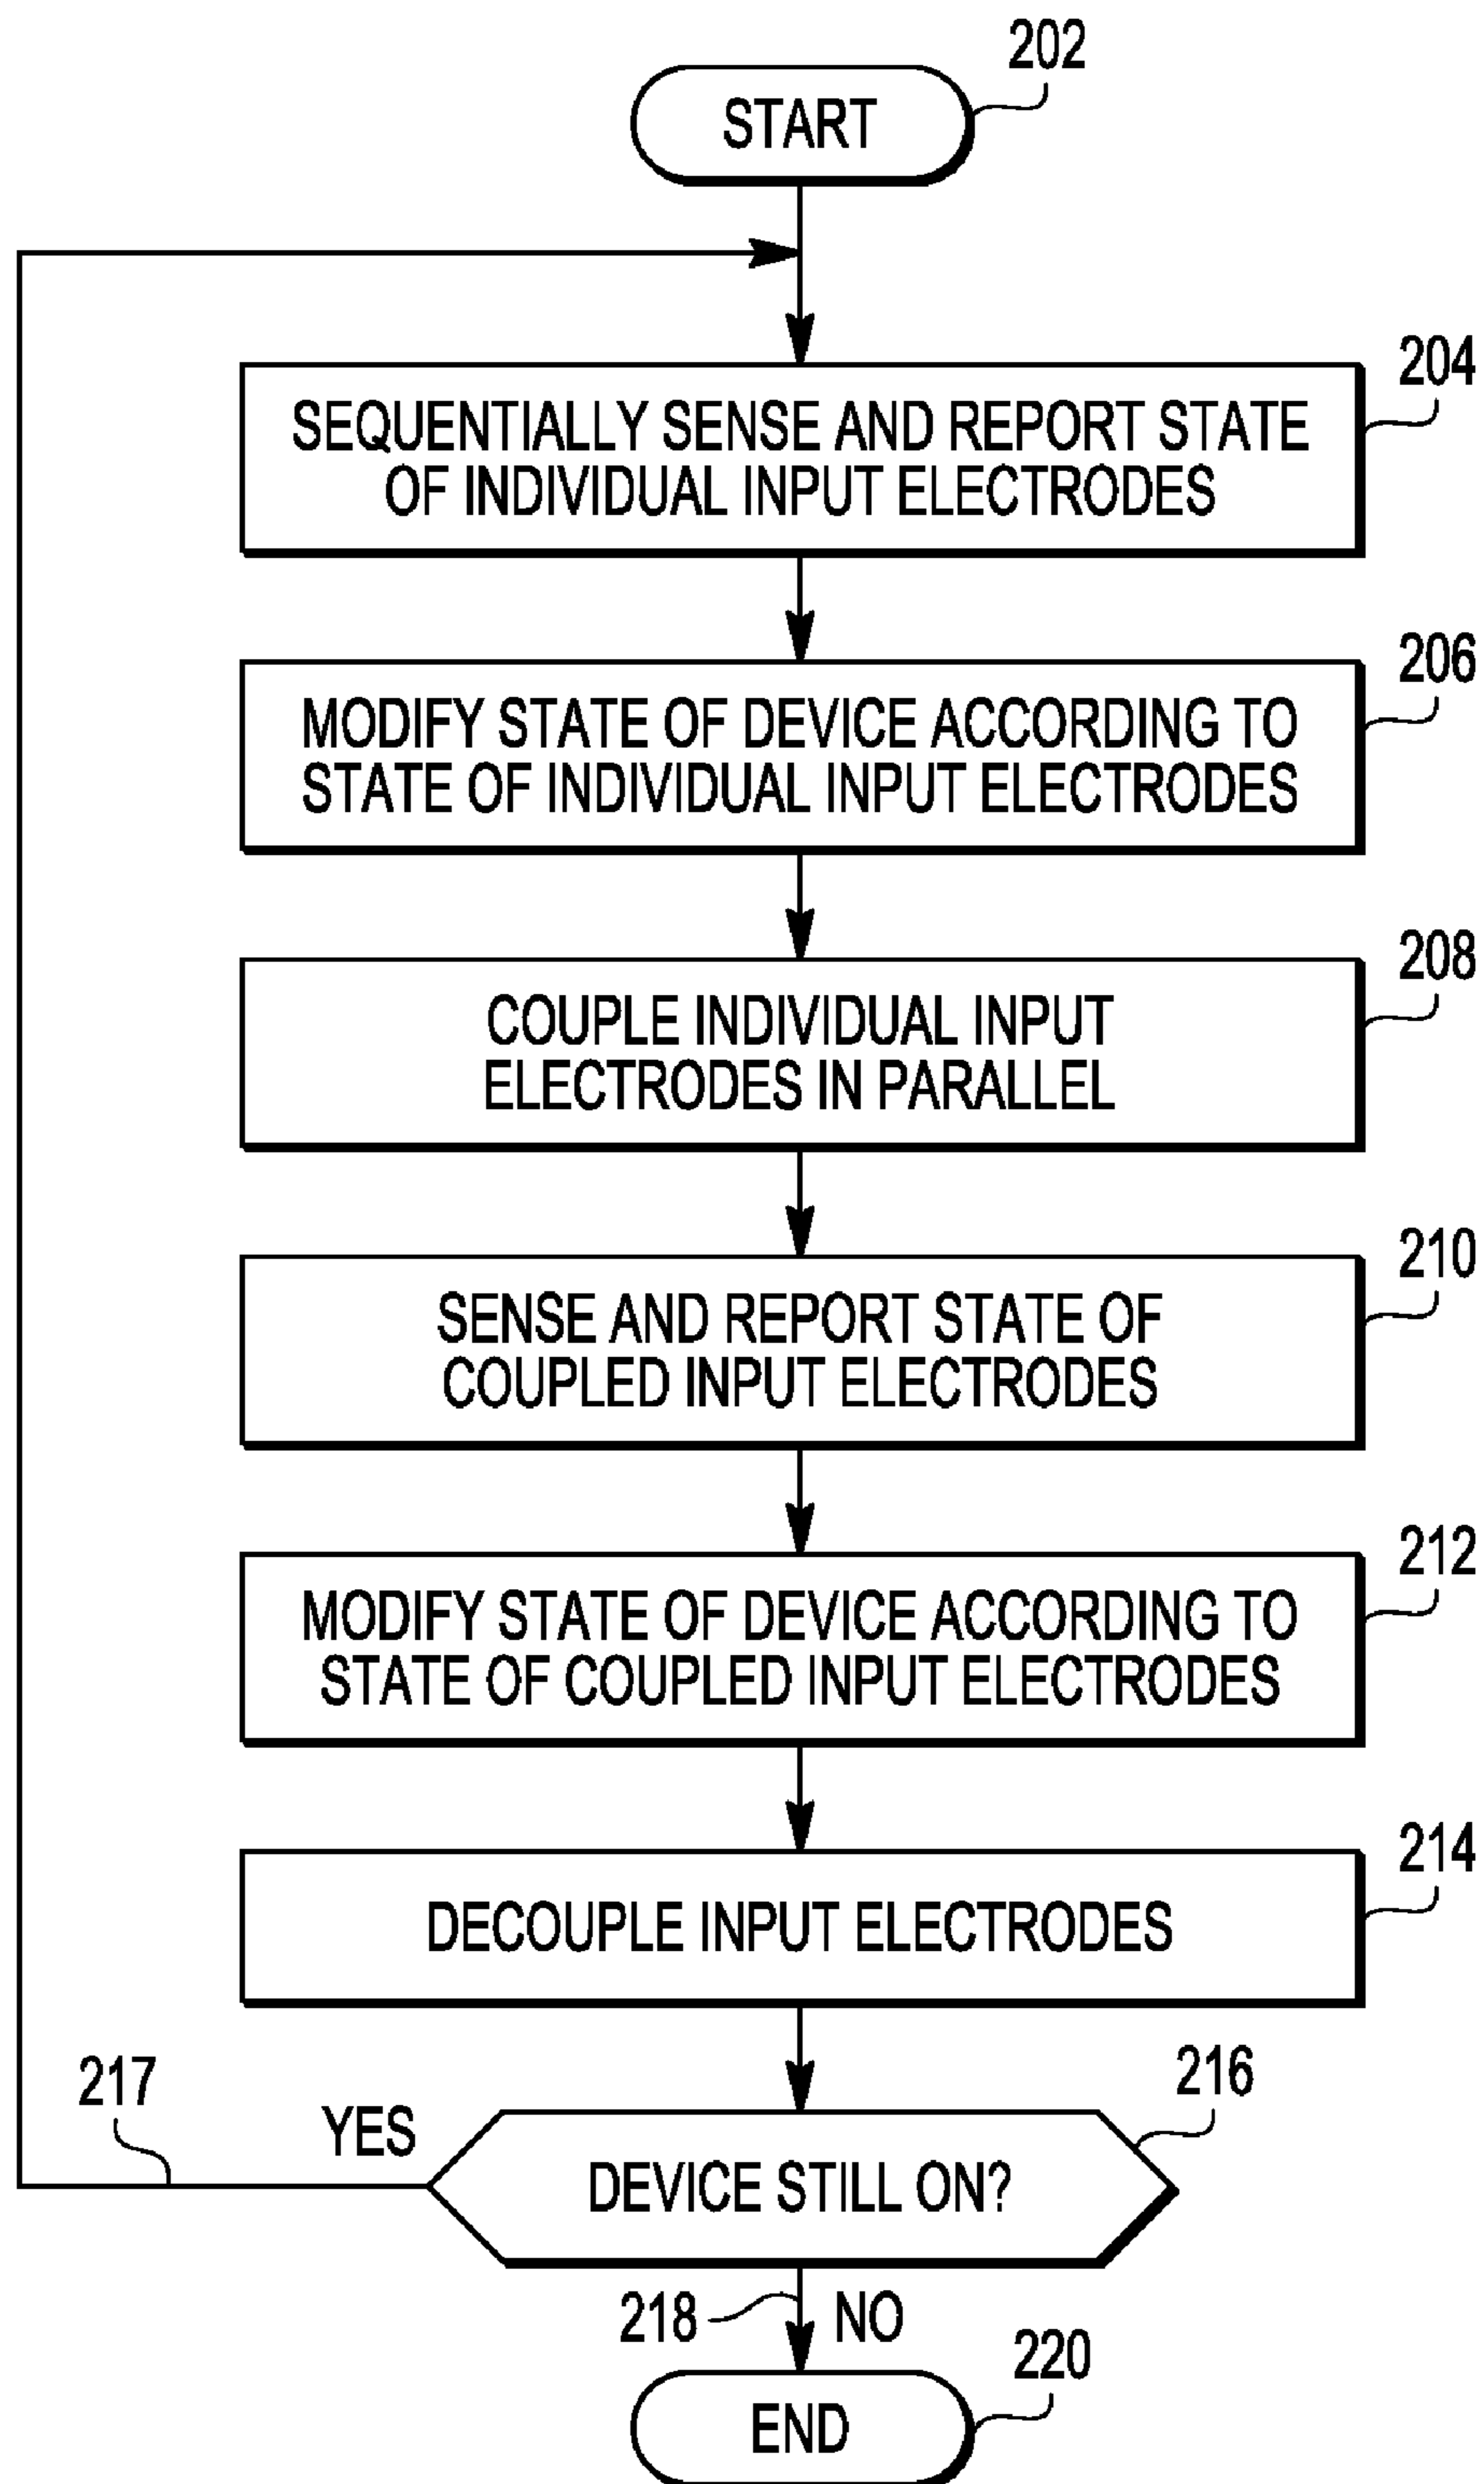 202
START
204
SEQUENTIALLY SENSE AND REPORT STATE
OF INDIVIDUAL INPUT ELECTRODES
206
MODIFY STATE OF DEVICE ACCORDING TO
STATE OF INDIVIDUAL INPUT ELECTRODES
208
COUPLE INDIVIDUAL INPUT
ELECTRODES IN PARALLEL
210
SENSE AND REPORT STATE OF
COUPLED INPUT ELECTRODES
212
MODIFY STATE OF DEVICE ACCORDING TO
STATE OF COUPLED INPUT ELECTRODES
214
DECOUPLE INPUT ELECTRODES
217
YES
216
DEVICE STILL ON?
218
NO
220
END